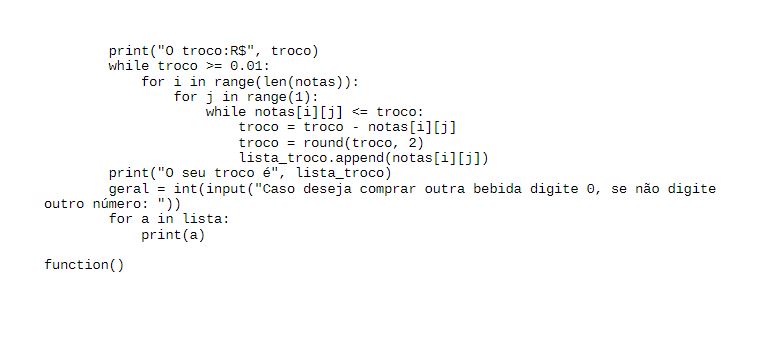 print("O troco:R$", troco)
while troco >= 0.01:
for i in range(len(notas)):
for j in range(1):
while notas[i][j] <= troco:
troco = troco - notas[i][j]
troco = round(troco, 2)
lista_troco.append(notas[i][j])
print("O seu troco é", lista_troco)
geral = int(input("Caso deseja comprar outra bebida digite 0, se não digite
outro número: "))
for a in lista:
print(a)
function()